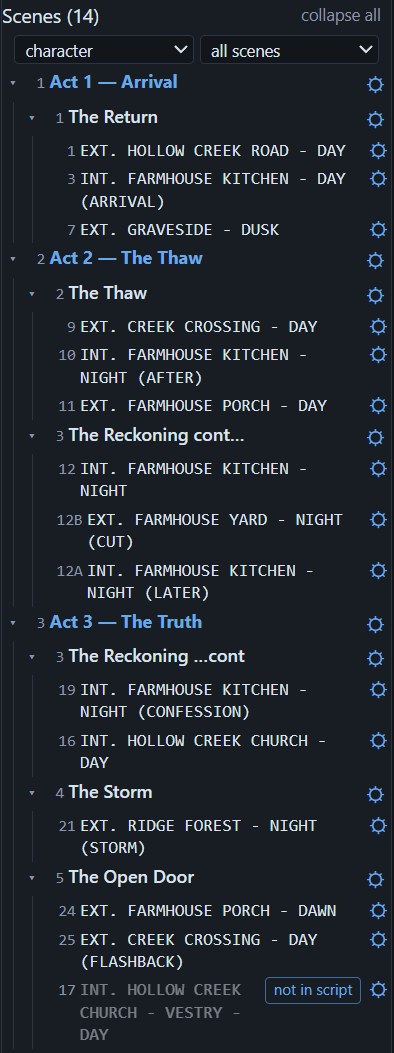 Scenes (14) collapse all
character all scenes
1 Act 1 — Arrival
1 The Return
1 EXT. HOLLOW CREEK ROAD - DAY
3 INT. FARMHOUSE KITCHEN - DAY
(ARRIVAL)
7 EXT. GRAVESIDE - DUSK
2 Act 2 — The Thaw
2 The Thaw
9 EXT. CREEK CROSSING - DAY
10 INT. FARMHOUSE KITCHEN -
NIGHT (AFTER)
11 EXT. FARMHOUSE PORCH - DAY
3 The Reckoning cont...
12 INT. FARMHOUSE KITCHEN -
NIGHT
12B EXT. FARMHOUSE YARD - NIGHT
(CUT)
12A INT. FARMHOUSE KITCHEN -
NIGHT (LATER)
3 Act 3 — The Truth
3 The Reckoning ...cont
19 INT. FARMHOUSE KITCHEN -
NIGHT (CONFESSION)
16 INT. HOLLOW CREEK CHURCH -
DAY
4 The Storm
21 EXT. RIDGE FOREST - NIGHT
(STORM)
5 The Open Door
24 EXT. FARMHOUSE PORCH - DAWN
25 EXT. CREEK CROSSING - DAY
(FLASHBACK)
17 INT. HOLLOW CREEK not in script
CHURCH - VESTRY -
DAY